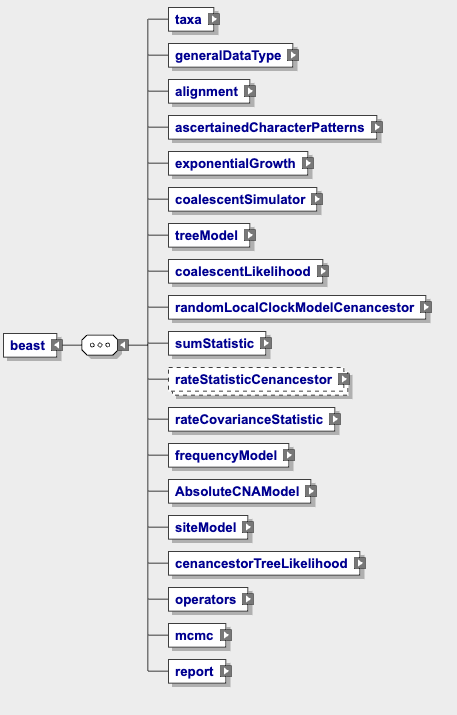 taxa
generalDataType
alignment
ascertainedCharacterPatterns
exponentialGrowth
coalescentSimulator
treeModel
coalescentLikelihood
randomLocalClockModelCenancestor
beast
sumStatistic
rateStatisticCenancestor
rateCovarianceStatistic
frequencyModel
AbsoluteCNAModel
siteModel
cenancestorTreeLikelihood
operators
mcmc
report